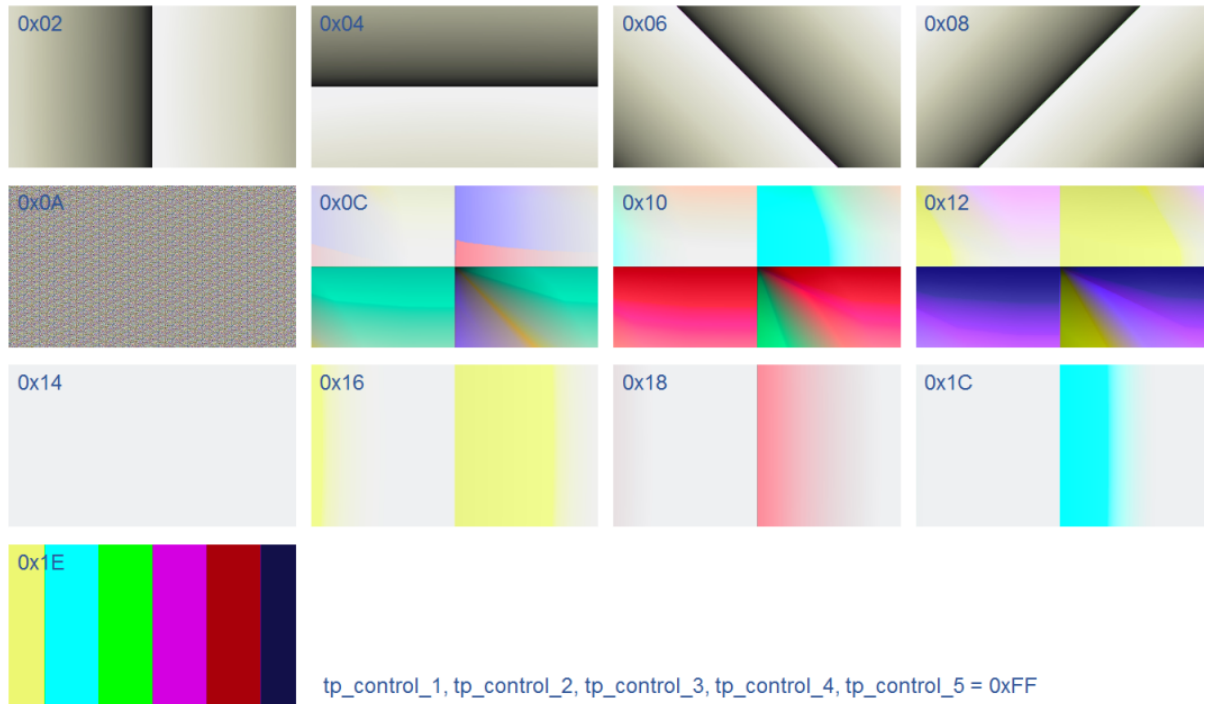 0x02
0x04
0x06
0x08
0x0A
0x0C
0x10
0x12
0x14
0x16
0x18
0x1C
0x1E
tp_control_1, tp_control_2, tp_control_3, tp_control_4, tp_control_5 = 0xFF